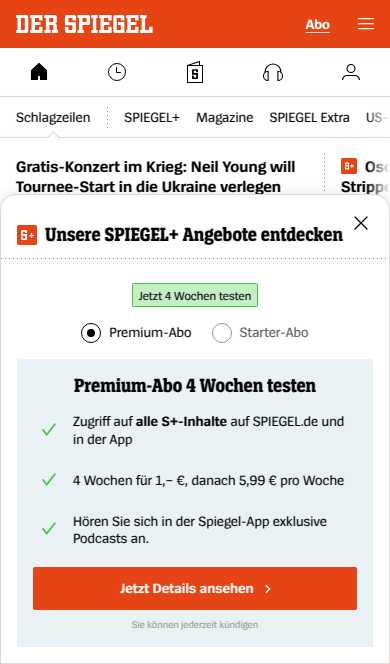 DER SPIEGEL
Abo
Schlagzeilen
SPIEGEL+
Magazine
SPIEGEL Extra
US-
Gratis-Konzert im Krieg: Neil Young will
Tournee-Start in die Ukraine verlegen
S+
Osc
Strippe
S+ Unsere SPIEGEL+ Angebote entdecken
Jetzt 4 Wochen testen
Premium-Abo
Starter-Abo
Premium-Abo 4 Wochen testen
Zugriff auf alle S+-Inhalte auf SPIEGEL.de und
in der App
4 Wochen für 1,– €, danach 5,99 € pro Woche
Hören Sie sich in der Spiegel-App exklusive
Podcasts an.
Jetzt Details ansehen
Sie können jederzeit kündigen